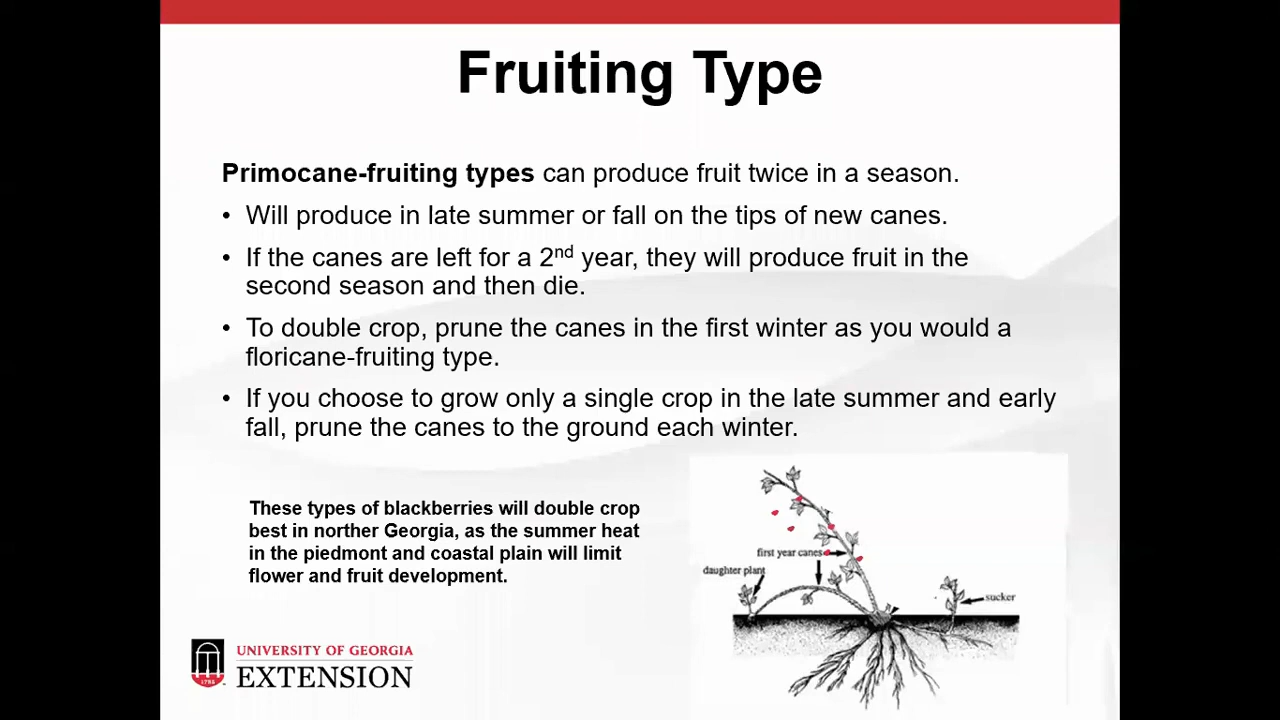 Fruiting Type
Primocane-fruiting types can produce fruit twice in a season.
• Will produce in late summer or fall on the tips of new canes.
• If the canes are left for a 2nd year, they will produce fruit in the
second season and then die.
• To double crop, prune the canes in the first winter as you would a
floricane-fruiting type.
• If you choose to grow only a single crop in the late summer and early
fall, prune the canes to the ground each winter.
These types of blackberries will double crop
best in norther Georgia, as the summer heat
in the piedmont and coastal plain will limit
flower and fruit development.
first year canes
daughter plant
sucker
1785
UNIVERSITY OF GEORGIA
EXTENSION